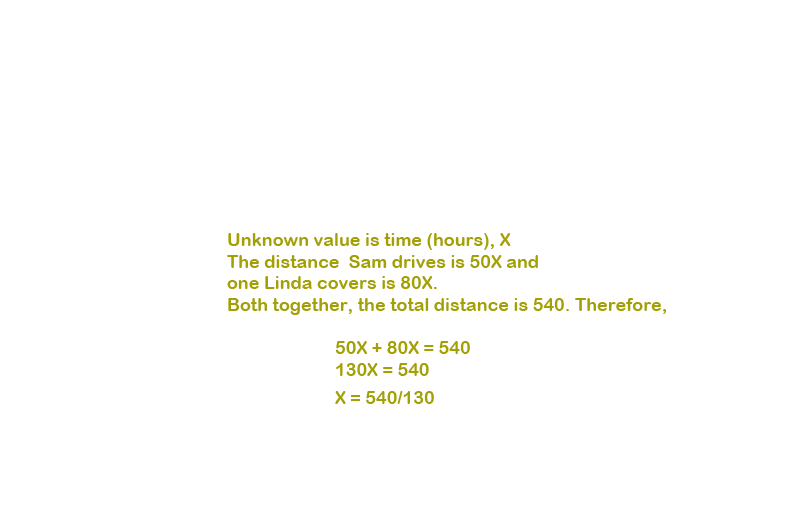 Unknown value is time (hours), X
The distance  Sam drives is 50X and
one Linda covers is 80X.
Both together, the total distance is 540. Therefore,
50X + 80X = 540
130X = 540
X = 540/130